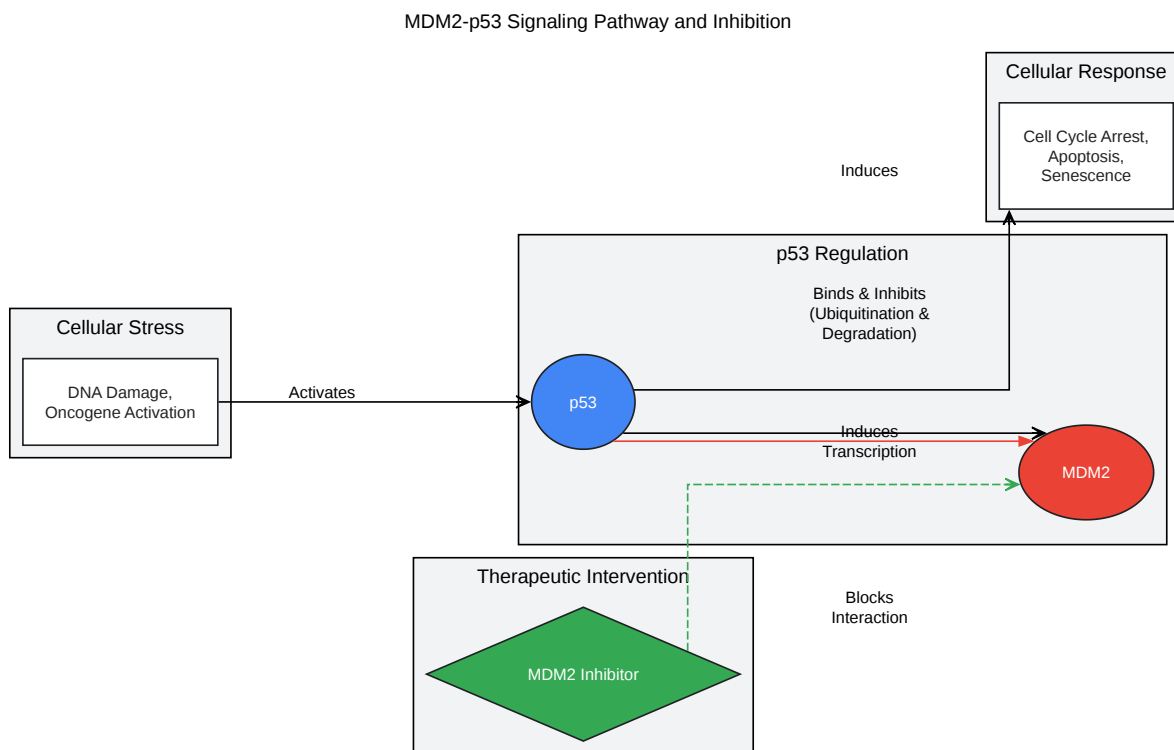 MDM2-p53 Signaling Pathway and Inhibition
Cellular Response
Cell Cycle Arrest,
Apoptosis,
Senescence
Induces
p53 Regulation
Binds & Inhibits
(Ubiquitination &
Degradation)
Cellular Stress
DNA Damage,
Oncogene Activation
Activates
p53
Induces
Transcription
MDM2
Therapeutic Intervention
Blocks
Interaction
MDM2 Inhibitor